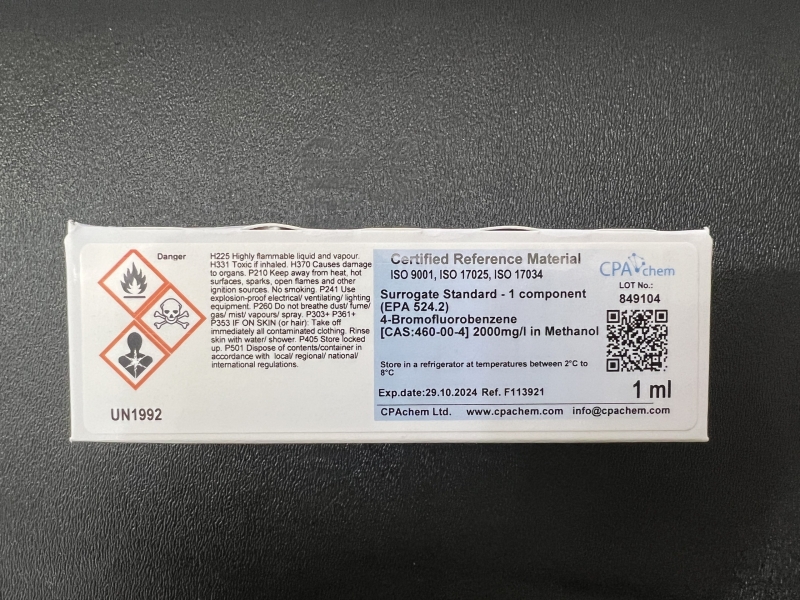 Danger
H225 Highly flammable liquid and vapour.
H331 Toxic if inhaled. H370 Causes damage
to organs. P210 Keep away from heat, hot
surfaces, sparks, open flames and other
ignition sources. No smoking. P241 Use
explosion-proof electrical/ ventilating/ lighting
equipment. P260 Do not breathe dust/ fume/
gas/ mist/ vapours/ spray. P303+ P361+
P353 IF ON SKIN (or hair): Take off
immediately all contaminated clothing. Rinse
skin with water/ shower. P405 Store locked
up. P501 Dispose of contents/container in
accordance with local/ regional/ national/
international regulations.
UN1992
Certified Reference Material
ISO 9001, ISO 17025, ISO 17034
Surrogate Standard - 1 component
(EPA 524.2)
4-Bromofluorobenzene
[CAS:460-00-4] 2000mg/l in Methanol
Store in a refrigerator at temperatures between 2°C to
8°C
Exp.date:29.10.2024 Ref. F113921
CPAchem
LOT No.:
849104
1 ml
CPAchem Ltd. www.cpachem.com info@cpachem.com